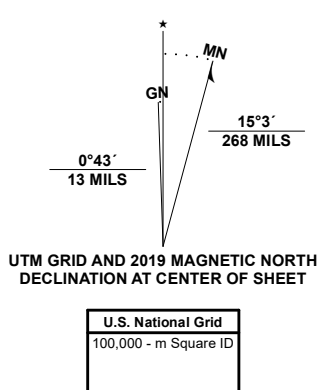 ★
MN
GN
15°3´
268 MILS
0°43´
13 MILS
UTM GRID AND 2019 MAGNETIC NORTH
DECLINATION AT CENTER OF SHEET
U.S. National Grid
100,000 - m Square ID